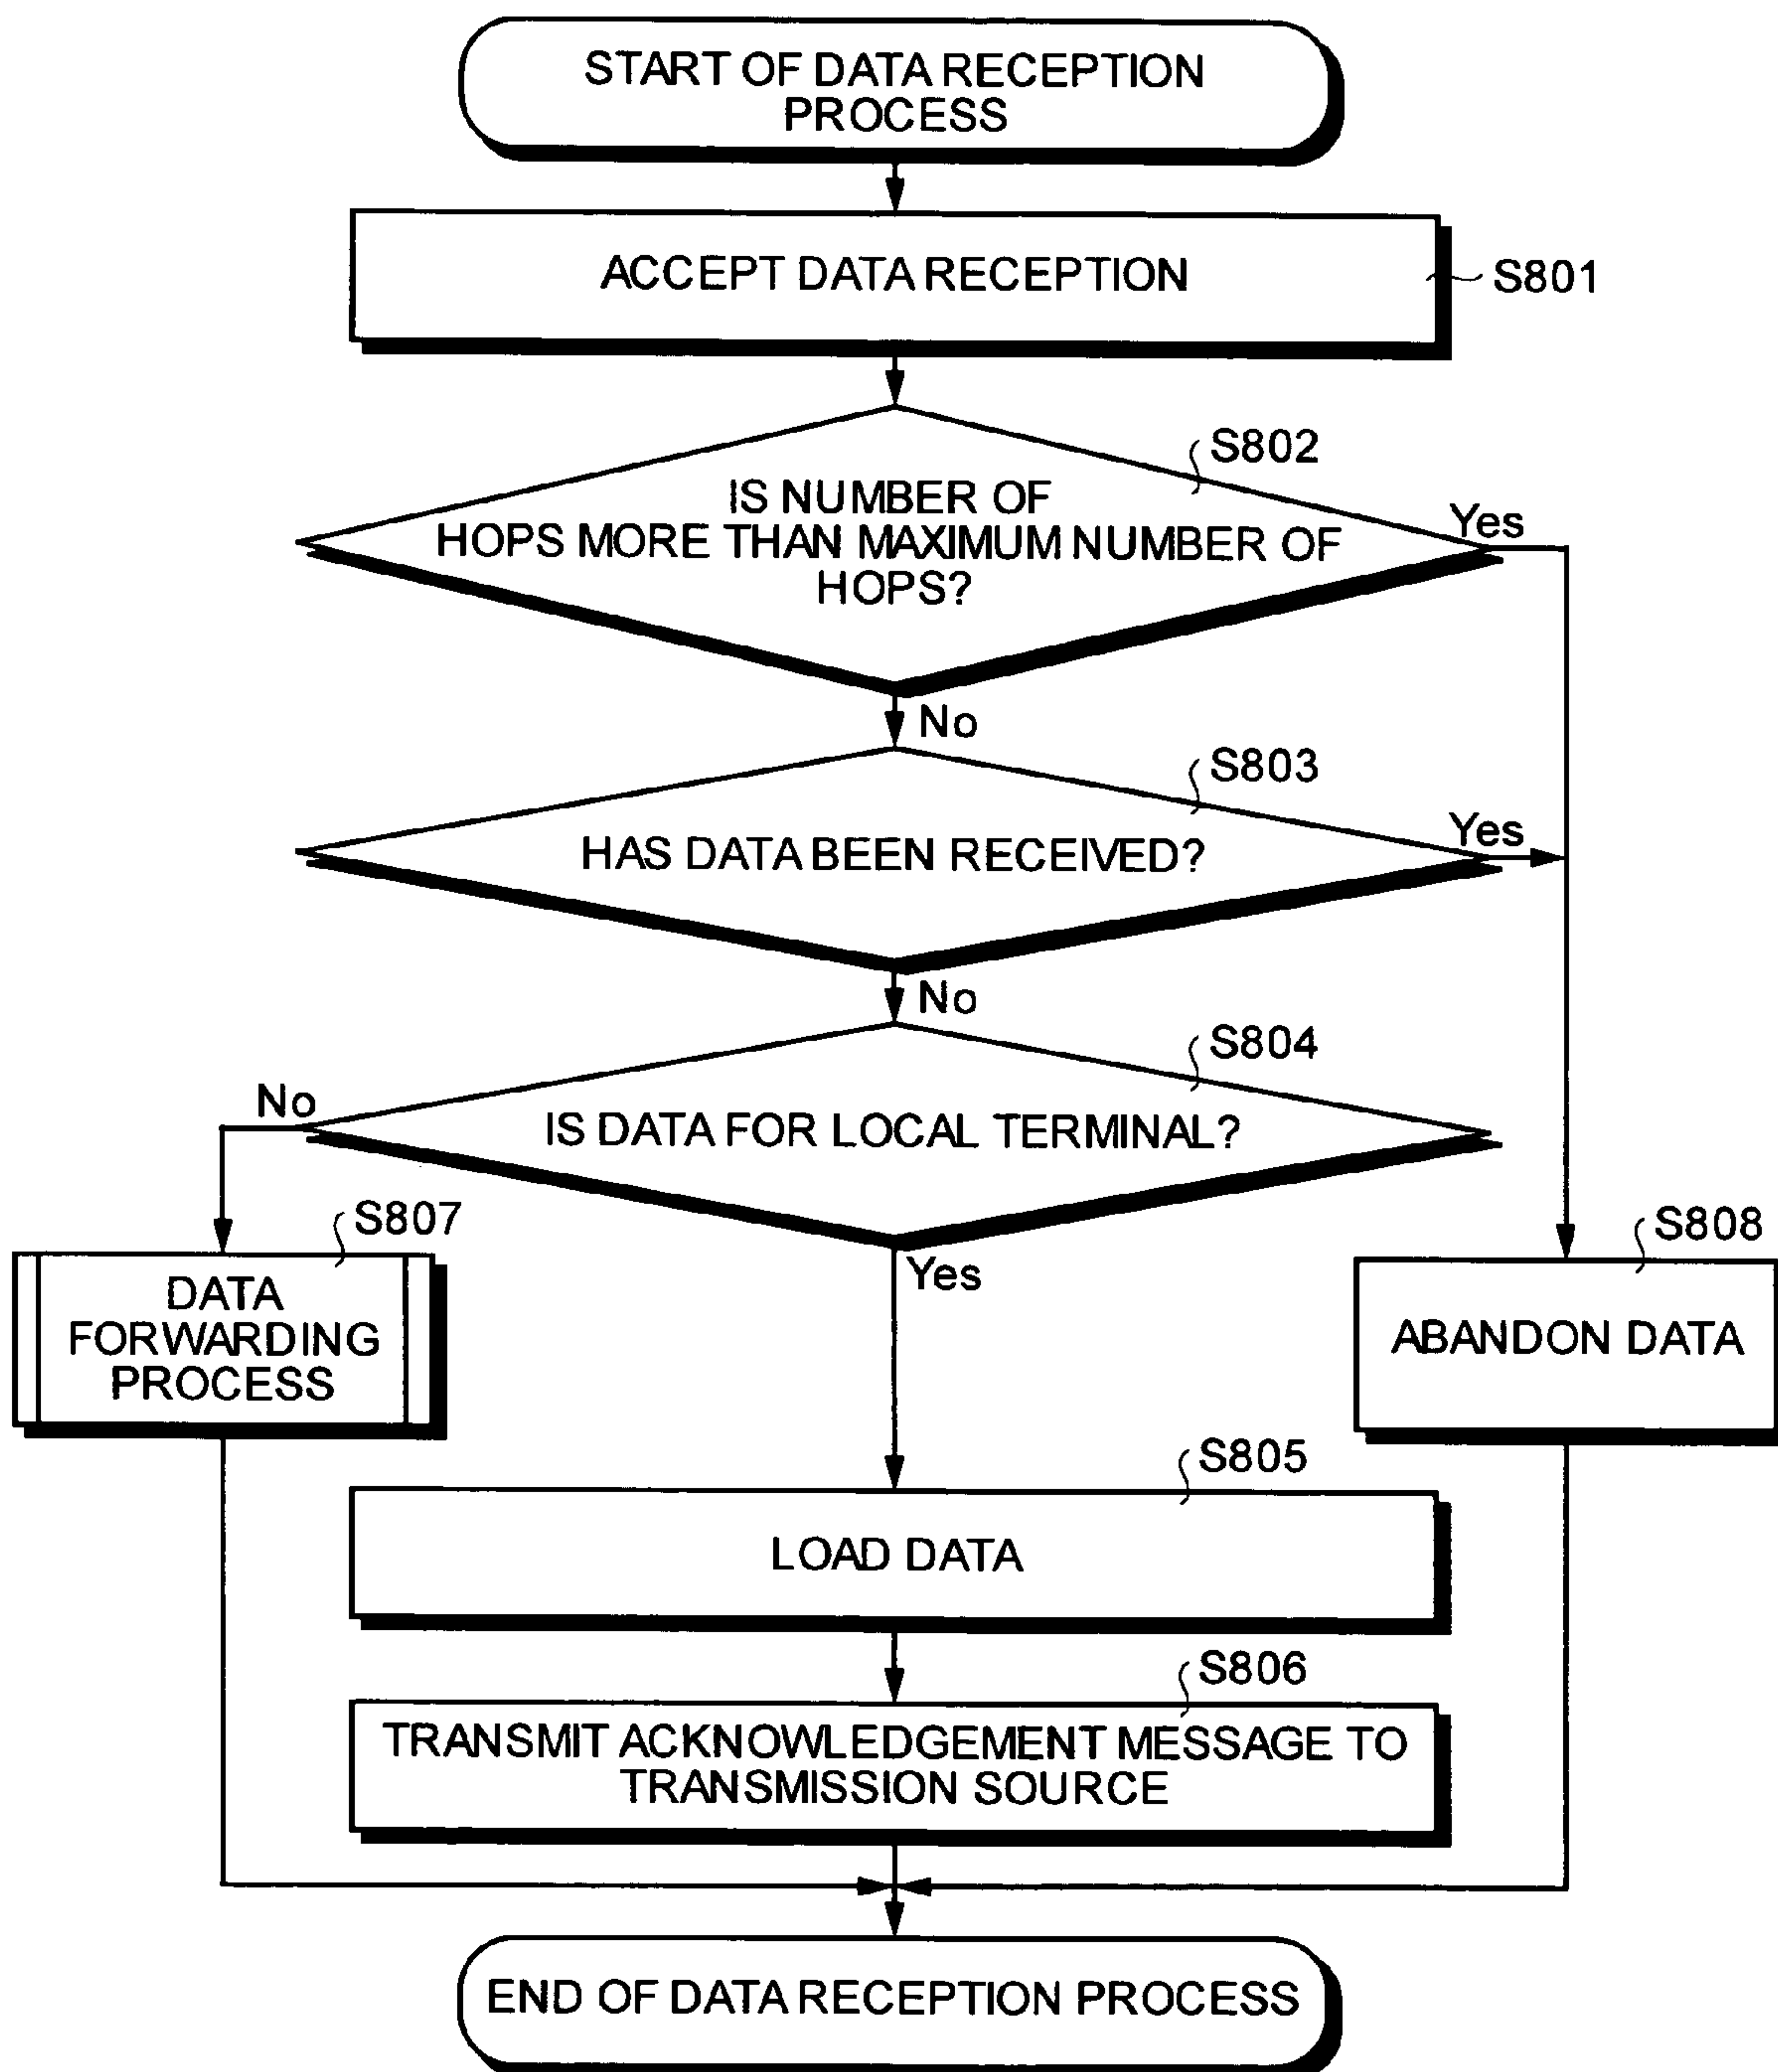 START OF DATA RECEPTION
PROCESS
ACCEPT DATA RECEPTION
S801
S802
IS NUMBER OF
HOPS MORE THAN MAXIMUM NUMBER OF
HOPS?
Yes
No
S803
HAS DATA BEEN RECEIVED?
Yes
No
S804
IS DATA FOR LOCAL TERMINAL?
No
Yes
S807
DATA
FORWARDING
PROCESS
S808
ABANDON DATA
S805
LOAD DATA
S806
TRANSMIT ACKNOWLEDGEMENT MESSAGE TO
TRANSMISSION SOURCE
END OF DATA RECEPTION PROCESS